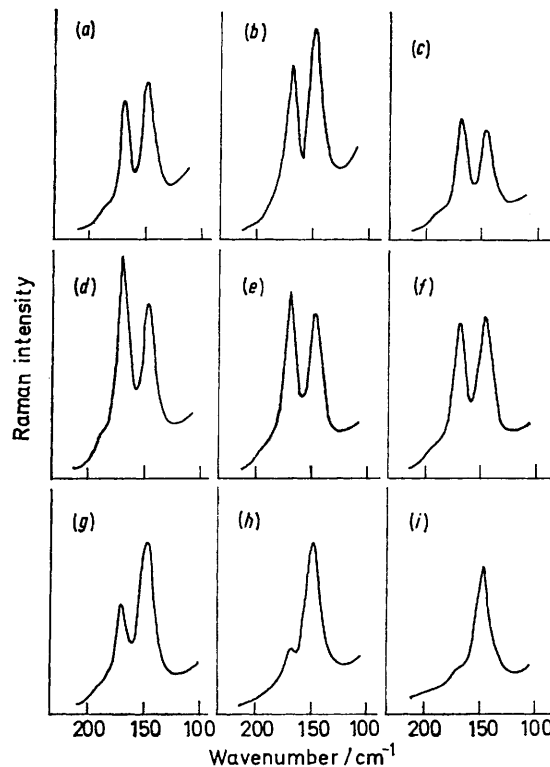 (a)
(b)
(c)
(d)
(e)
(f)
(g)
(h)
(i)
Raman intensity
200 150 100 200 150 100 200 150 100
Wavenumber/cm⁻¹